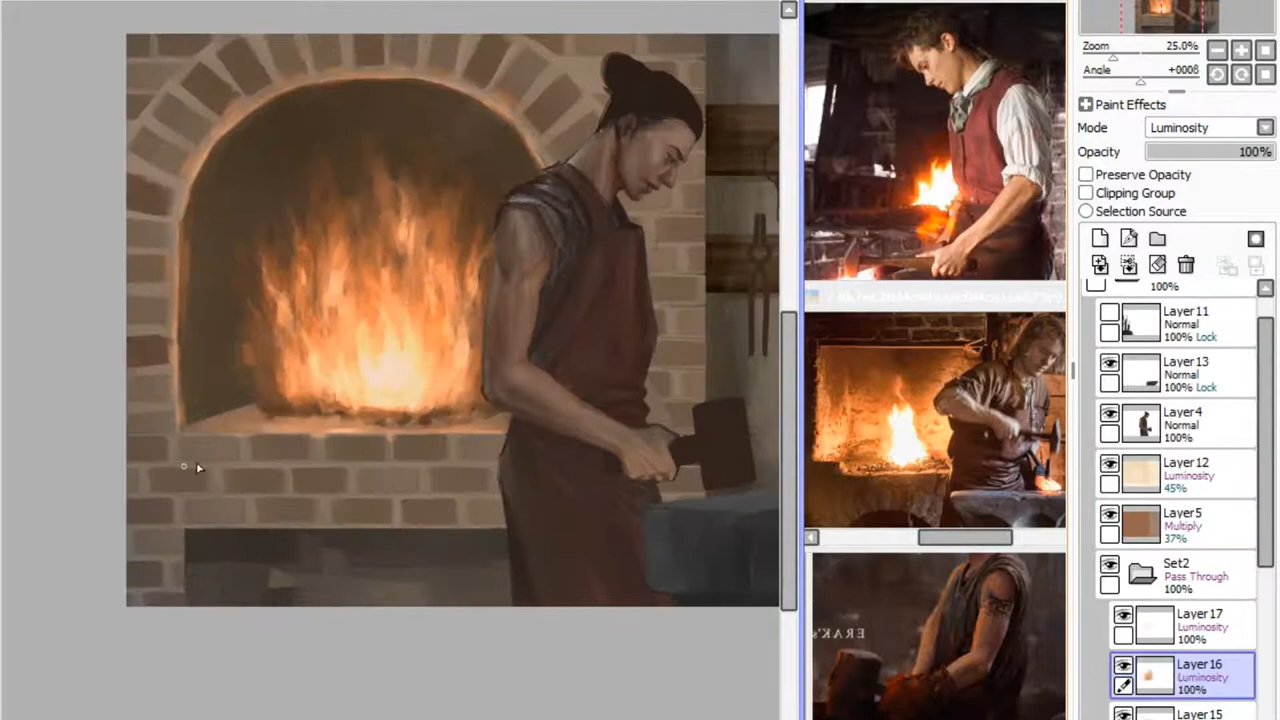 Zoom 25.0%
Angle +000ß
Paint Effects
Mode Luminosity
Opacity 100%
Preserve Opacity
Clipping Group
Selection Source
100%
Layer11
Normal
100% Lock
Layer13
Normal
100% Lock
Layer4
Normal
100%
Layer12
Luminosity
45%
Layer5
Multiply
37%
Set2
Pass Through
100%
Layer17
Luminosity
100%
Layer16
Luminosity
100%
Layer15
ERAK's